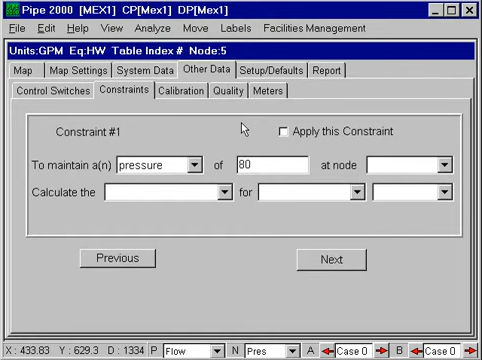 Pipe 2000 [MEX1] CP[Mex1] DP[Mex1]
File Edit View Analyze Move Labels Facilities Management
Units:GPM Eq:HW Table Index # Node:5
Map Map Settings System Data Other Data Setup/Defaults Report
Control Switches Constraints Calibration Quality Meters
Constraint #1 Apply this Constraint
To maintain a(n) pressure of 80 at node
Calculate the for
Previous Next
X : 433.83 Y : 629.3 D : 1334 P Flow N Pres A Case 0 B Case 0